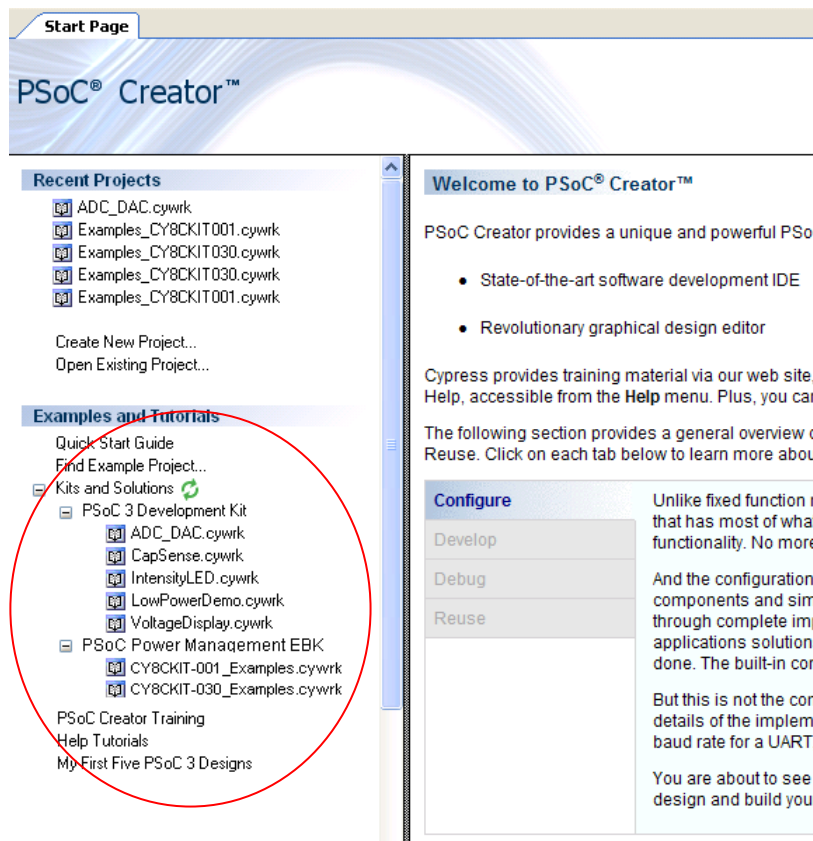 Start Page
PSoC® Creator™
Recent Projects
ADC_DAC.cywrk
Examples_CY8CKIT001.cywrk
Examples_CY8CKIT030.cywrk
Examples_CY8CKIT030.cywrk
Examples_CY8CKIT001.cywrk
Create New Project...
Open Existing Project...
Examples and Tutorials
Quick Start Guide
Find Example Project...
Kits and Solutions
PSoC 3 Development Kit
ADC_DAC.cywrk
CapSense.cywrk
IntensityLED.cywrk
LowPowerDemo.cywrk
VoltageDisplay.cywrk
PSoC Power Management EBK
CY8CKIT-001_Examples.cywrk
CY8CKIT-030_Examples.cywrk
PSoC Creator Training
Help Tutorials
My First Five PSoC 3 Designs
Welcome to PSoC® Creator™
PSoC Creator provides a unique and powerful PSo
• State-of-the-art software development IDE
• Revolutionary graphical design editor
Cypress provides training material via our web site,
Help, accessible from the Help menu. Plus, you ca
The following section provides a general overview
Reuse. Click on each tab below to learn more abou
Configure
Develop
Debug
Reuse
Unlike fixed function
that has most of wha
functionality. No more
And the configuration
components and sim
through complete im
applications solution
done. The built-in co
But this is not the co
details of the implem
baud rate for a UART
You are about to see
design and build you